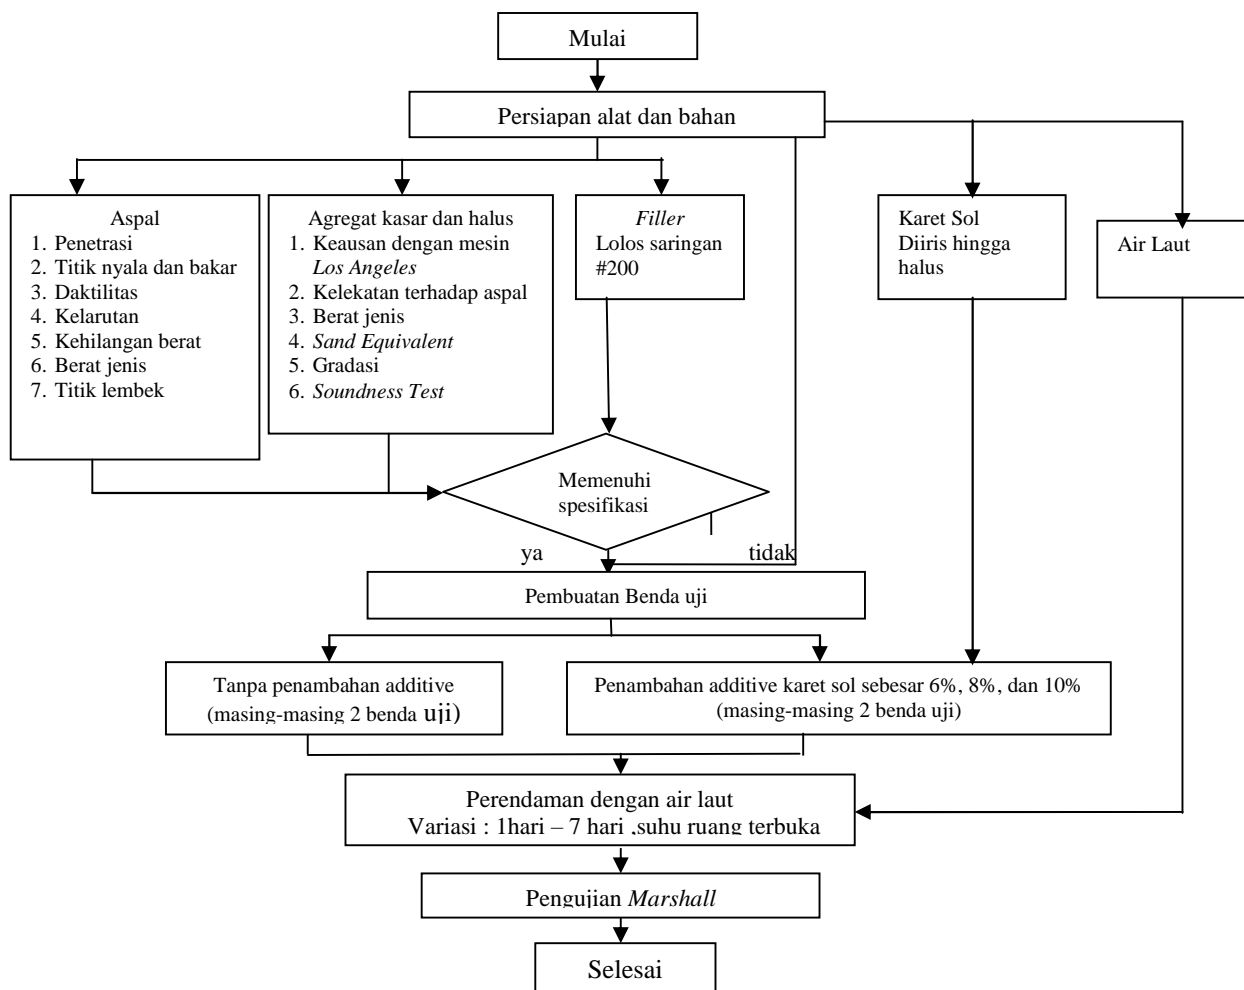 Mulai
Persiapan alat dan bahan
Aspal
1. Penetrasi
2. Titik nyala dan bakar
3. Daktilitas
4. Kelarutan
5. Kehilangan berat
6. Berat jenis
7. Titik lembek
Agregat kasar dan halus
1. Keausan dengan mesin
Los Angeles
2. Kelekatan terhadap aspal
3. Berat jenis
4. Sand Equivalent
5. Gradasi
6. Soundness Test
Filler
Lolos saringan
#200
Karet Sol
Diiris hingga
halus
Air Laut
Memenuhi
spesifikasi
ya
tidak
Pembuatan Benda uji
Tanpa penambahan additive
(masing-masing 2 benda uji)
Penambahan additive karet sol sebesar 6%, 8%, dan 10%
(masing-masing 2 benda uji)
Perendaman dengan air laut
Variasi : 1hari – 7 hari ,suhu ruang terbuka
Pengujian Marshall
Selesai